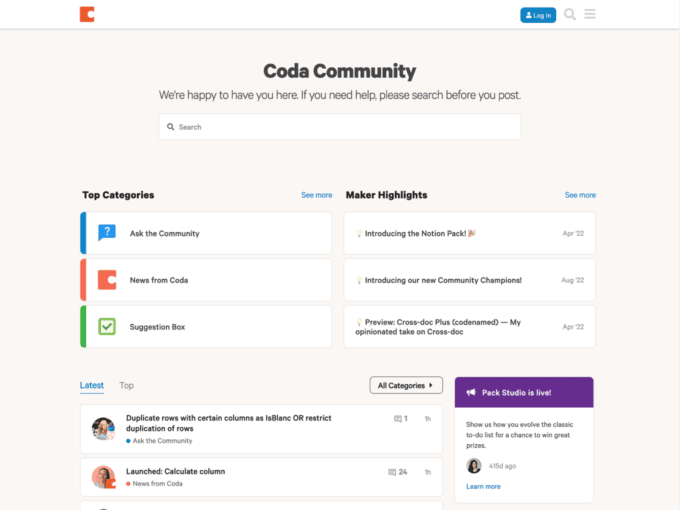 Log In
Coda Community
We're happy to have you here. If you need help, please search before you post.
Search
Top Categories
See more
Ask the Community
News from Coda
Suggestion Box
Maker Highlights
See more
Introducing the Notion Pack!
Apr '22
Introducing our new Community Champions!
Aug '22
Preview: Cross-doc Plus (codenamed) — My
opinionated take on Cross-doc
Apr '22
Latest
Top
All Categories
Duplicate rows with certain columns as IsBlanc OR restrict
duplication of rows
Ask the Community
1
1h
Launched: Calculate column
News from Coda
24
1h
Pack Studio is live!
Show us how you evolve the classic
to-do list for a chance to win great
prizes.
415d ago
Learn more